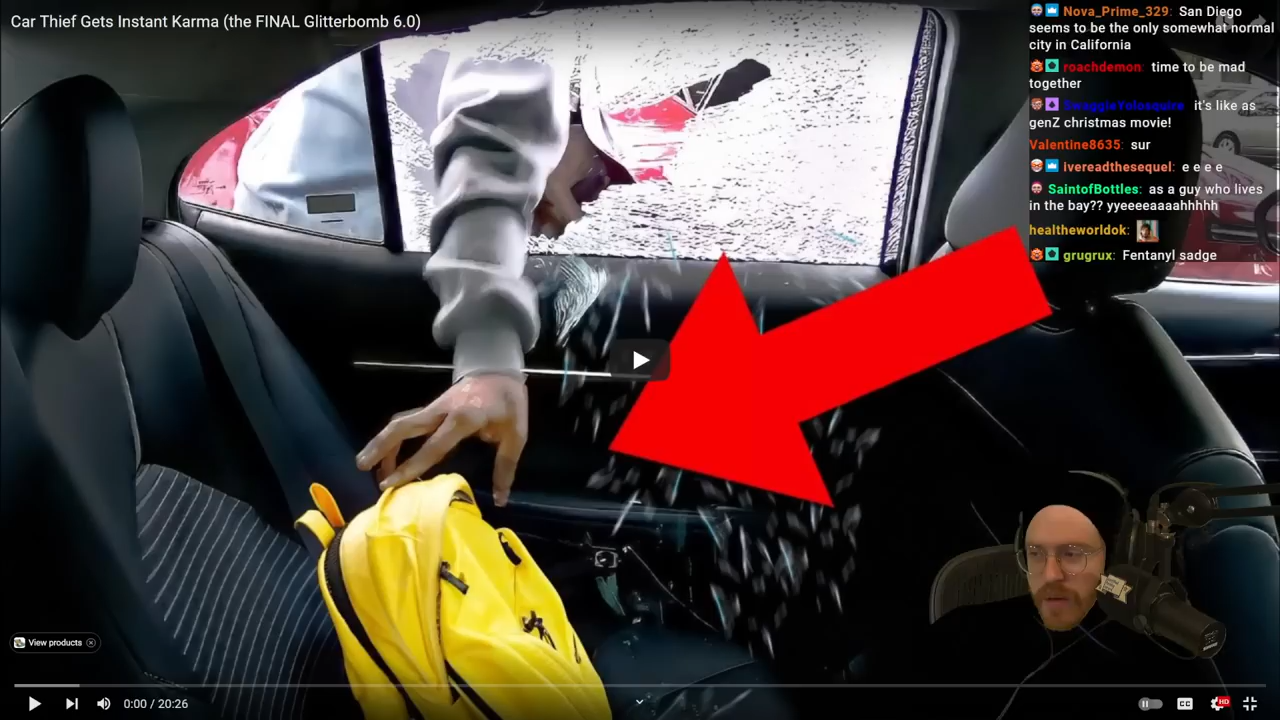 Car Thief Gets Instant Karma (the FINAL Glitterbomb 6.0)
Nova_Prime_329: San Diego
seems to be the only somewhat normal
city in California
roachdemon: time to be mad
together
SwaggieYolosquire it's like as
genZ christmas movie!
Valentine8635: sur
ivereadthesequel: e e e e
SaintofBottles: as a guy who lives
in the bay?? yyeeeeaaaahhhhh
healtheworldok:
grugrux: Fentanyl sadge
View products
0:00 / 20:26
CC
HD